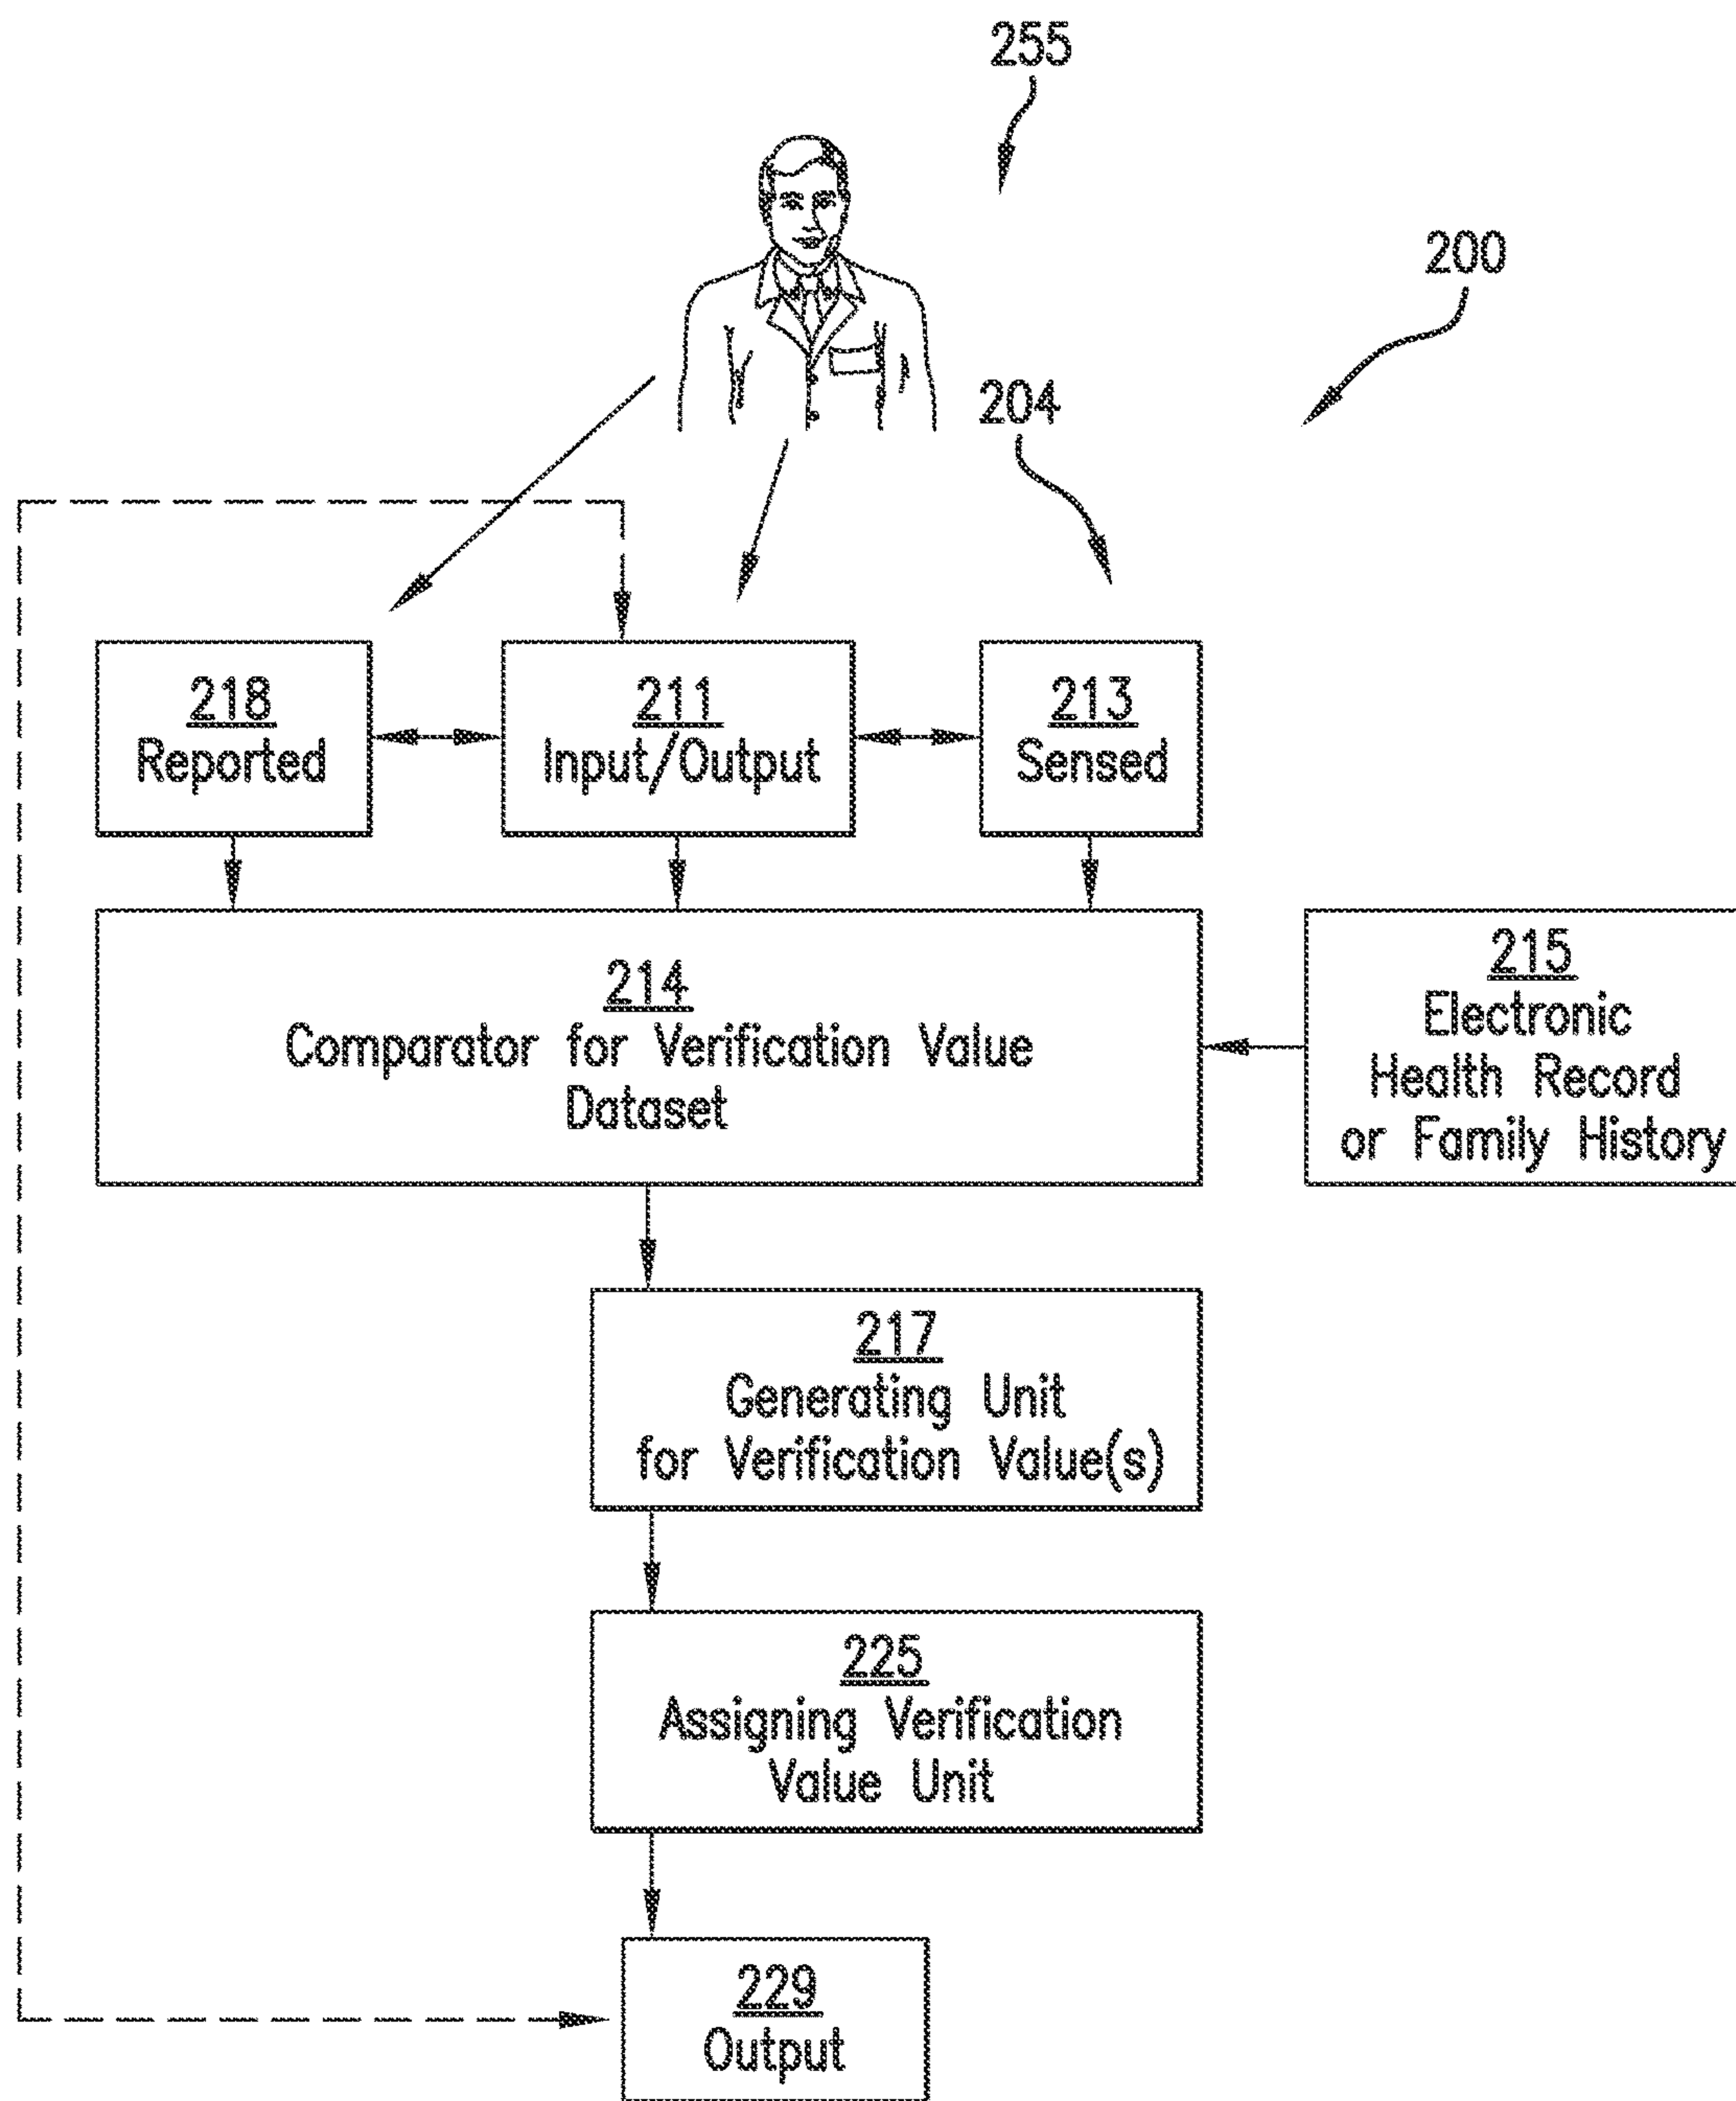 255
200
204
218
Reported
211
Input/Output
213
Sensed
214
Comparator for Verification Value
Dataset
215
Electronic
Health Record
or Family History
217
Generating Unit
for Verification Value(s)
225
Assigning Verification
Value Unit
229
Output